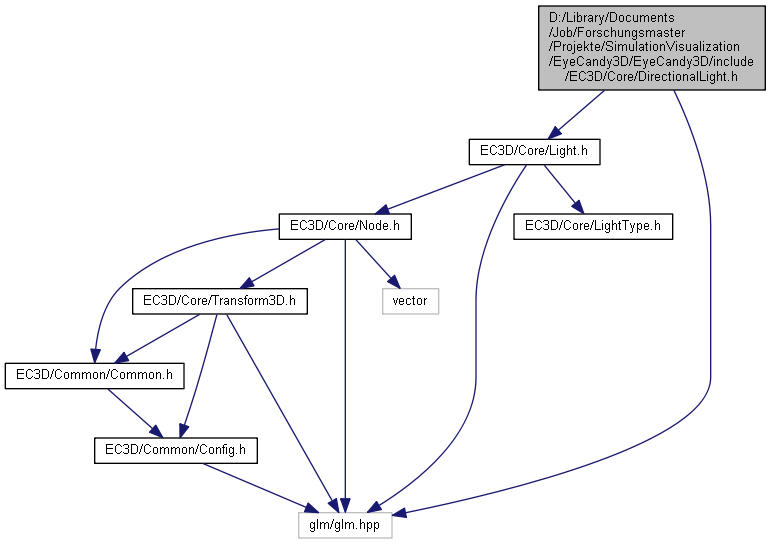 D:/Library/Documents
/Job/Forschungsmaster
/Projekte/SimulationVisualization
/EyeCandy3D/EyeCandy3D/include
/EC3D/Core/DirectionalLight.h
EC3D/Core/Light.h
EC3D/Core/Node.h
EC3D/Core/LightType.h
EC3D/Core/Transform3D.h
vector
EC3D/Common/Common.h
EC3D/Common/Config.h
glm/glm.hpp